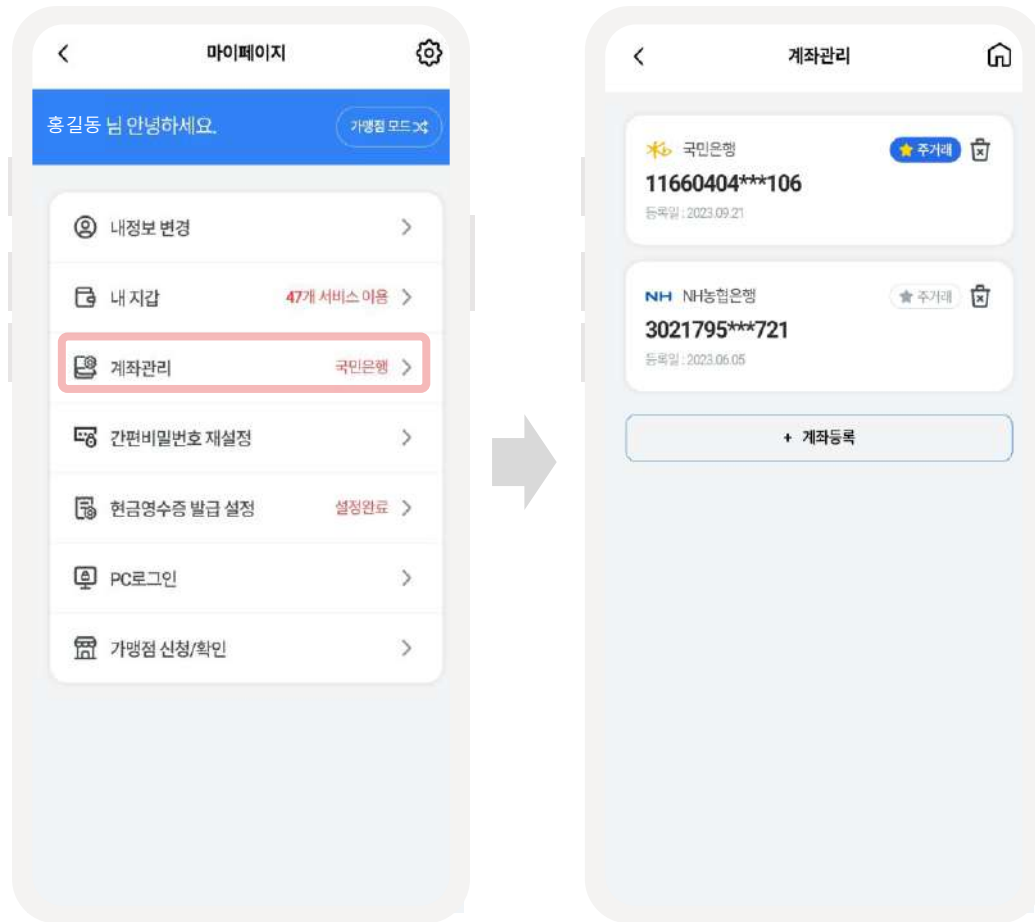 마이페이지
홍길동 님 안녕하세요.
가맹점 모드
내정보 변경
내 지갑
47개 서비스 이용
계좌관리
국민은행
간편비밀번호 재설정
현금영수증 발급 설정
설정완료
PC로그인
가맹점 신청/확인
계좌관리
국민은행
주거래
11660404***106
등록일 : 2023.09.21
NH NH농협은행
주거래
3021795***721
등록일 : 2023.06.05
+ 계좌등록